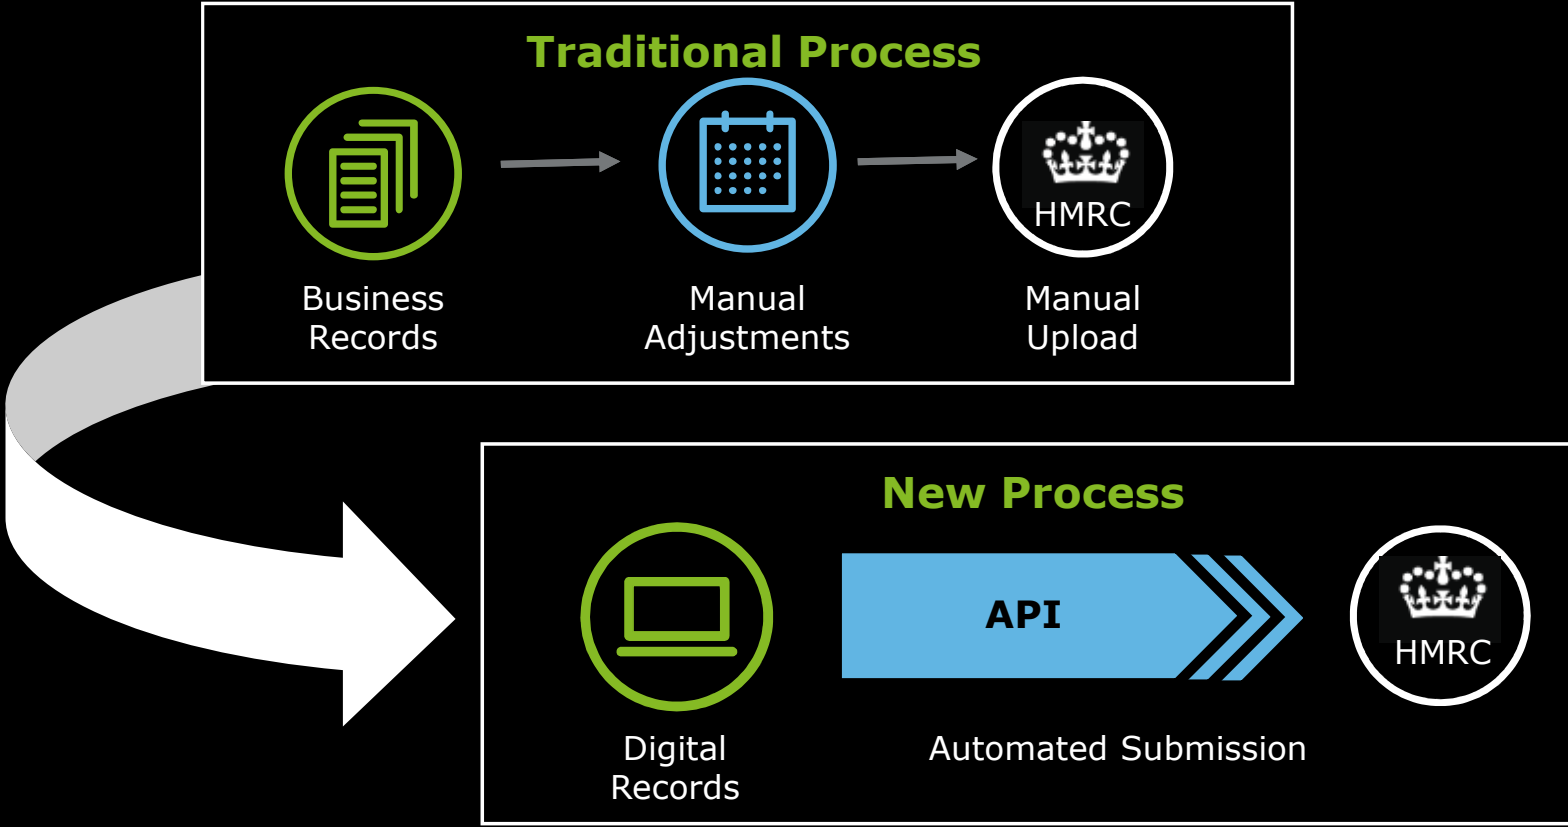 Traditional Process
HMRC
Business
Records
Manual
Adjustments
Manual
Upload
New Process
API
HMRC
Digital
Records
Automated Submission